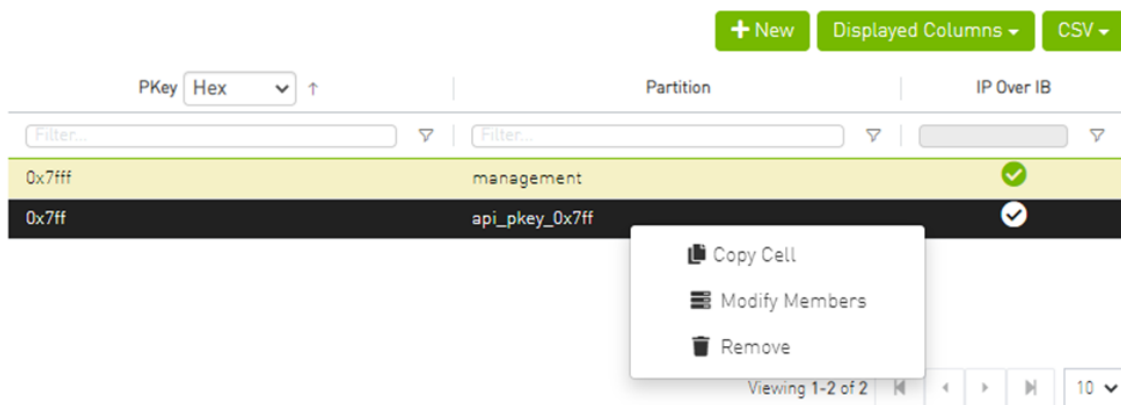 New Displayed Columns CSV
PKey Hex Partition IP Over IB
Filter... Filter...
0x7fff management
0x7ff api_pkey_0x7ff
Copy Cell
Modify Members
Remove
Viewing 1-2 of 2 10